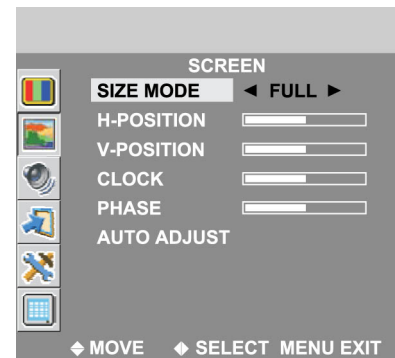 SCREEN
SIZE MODE ◄ FULL ►
H-POSITION
V-POSITION
CLOCK
PHASE
AUTO ADJUST
MOVE SELECT MENU EXIT